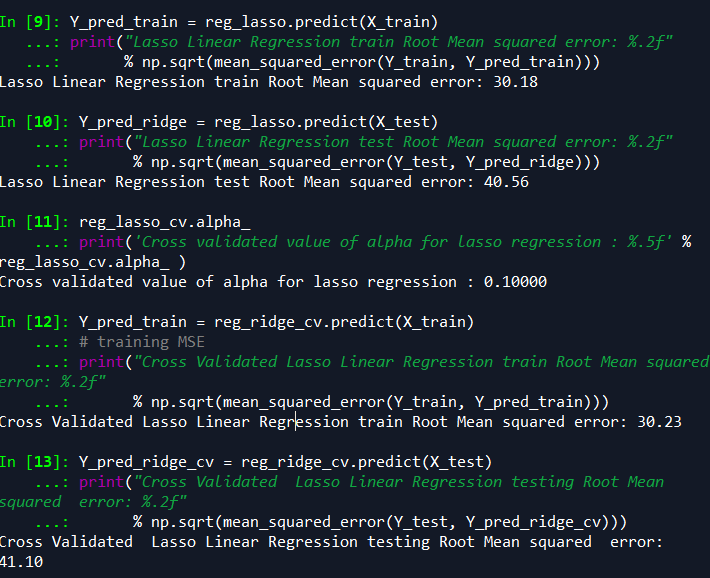 In [9]: Y_pred_train = reg_lasso.predict(X_train)
...: print("Lasso Linear Regression train Root Mean squared error: %.2f"
...: % np.sqrt(mean_squared_error(Y_train, Y_pred_train)))
Lasso Linear Regression train Root Mean squared error: 30.18
In [10]: Y_pred_ridge = reg_lasso.predict(X_test)
...: print("Lasso Linear Regression test Root Mean squared error: %.2f"
...: % np.sqrt(mean_squared_error(Y_test, Y_pred_ridge)))
Lasso Linear Regression test Root Mean squared error: 40.56
In [11]: reg_lasso_cv.alpha_
...: print('Cross validated value of alpha for lasso regression : %.5f' %
reg_lasso_cv.alpha_ )
Cross validated value of alpha for lasso regression : 0.10000
In [12]: Y_pred_train = reg_ridge_cv.predict(X_train)
...: # training MSE
...: print("Cross Validated Lasso Linear Regression train Root Mean squared
error: %.2f"
...: % np.sqrt(mean_squared_error(Y_train, Y_pred_train)))
Cross Validated Lasso Linear Regression train Root Mean squared error: 30.23
In [13]: Y_pred_ridge_cv = reg_ridge_cv.predict(X_test)
...: print("Cross Validated  Lasso Linear Regression testing Root Mean
squared  error: %.2f"
...: % np.sqrt(mean_squared_error(Y_test, Y_pred_ridge_cv)))
Cross Validated  Lasso Linear Regression testing Root Mean squared  error:
41.10